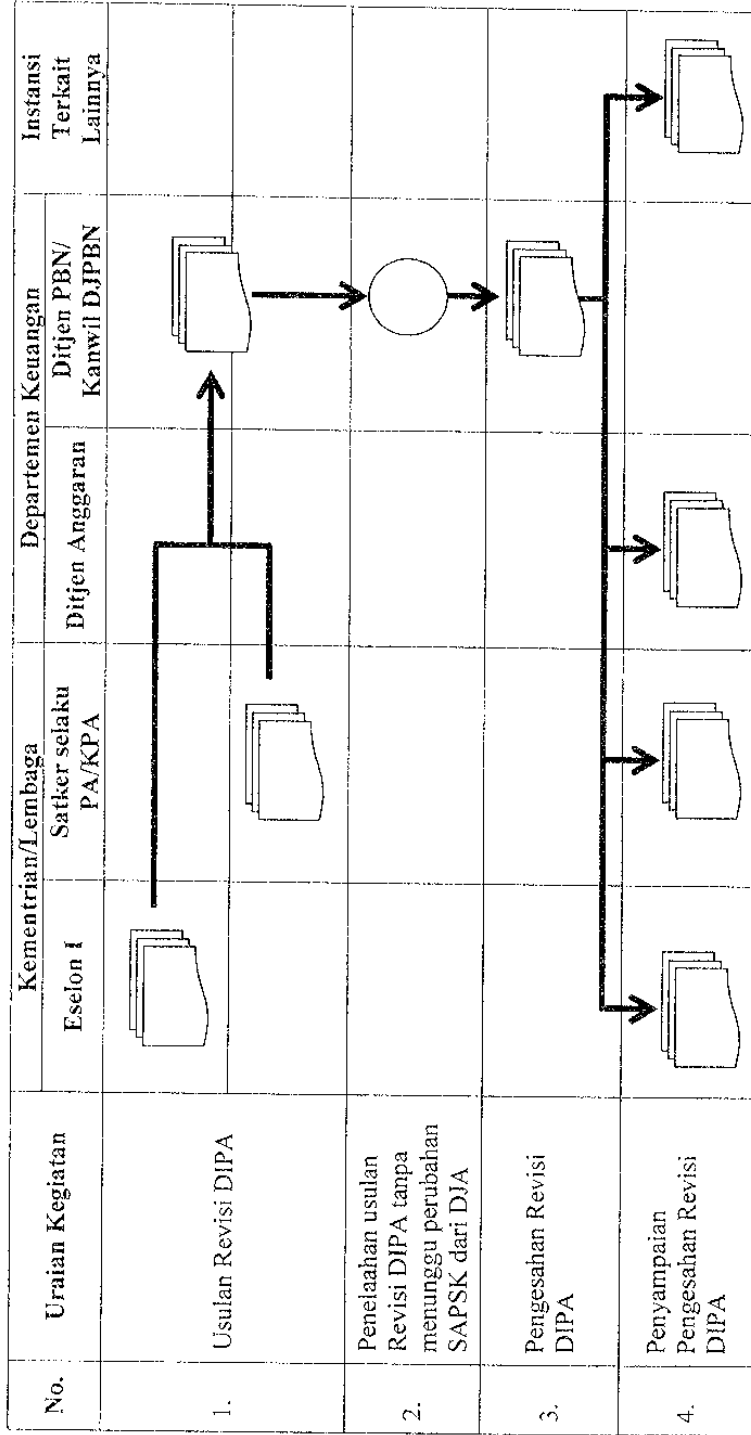 No.
Uraian Kegiatan
Kementrian/Lembaga
Eselon I
Satker selaku
PA/KPA
Departemen Keuangan
Ditjen Anggaran
Ditjen PBN/
Kanwil DJPBN
Instansi
Terkait
Lainnya
1.
Usulan Revisi DIPA
2.
Penelaahan usulan
Revisi DIPA tanpa
menunggu perubahan
SAPSK dari DJA
3.
Pengesahan Revisi
DIPA
4.
Penyampaian
Pengesahan Revisi
DIPA